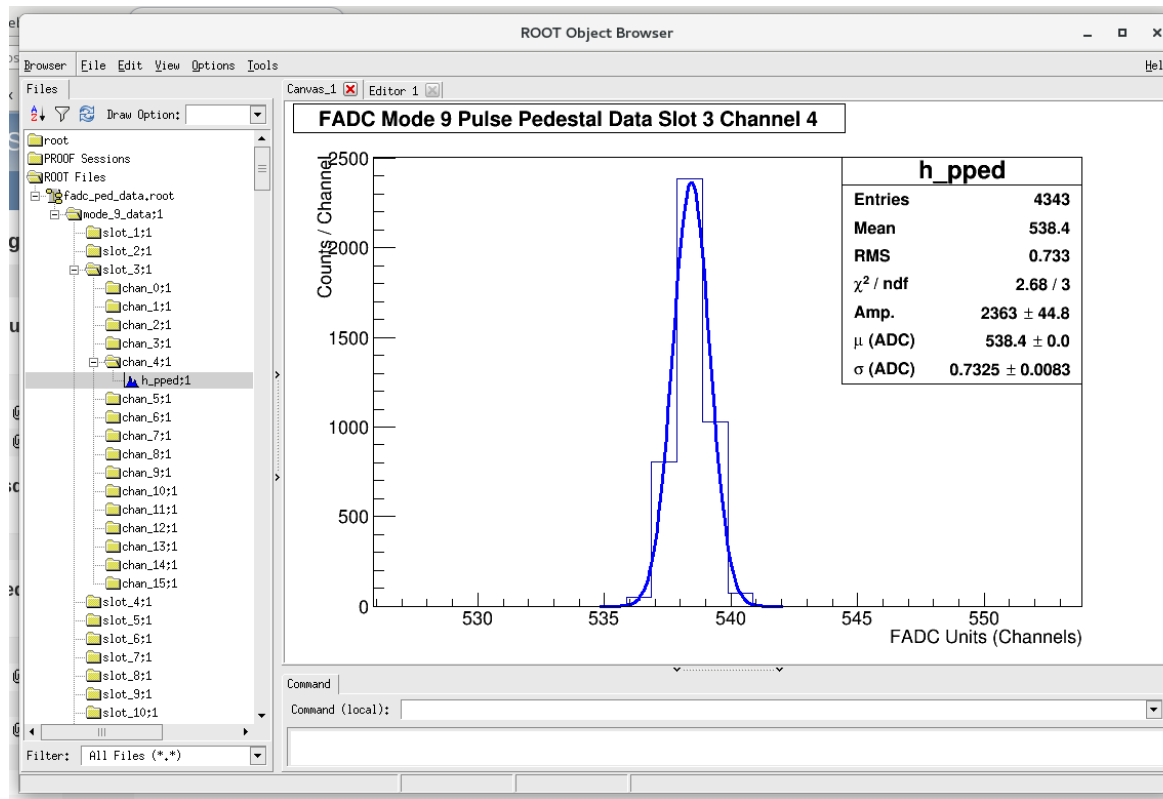 ROOT Object Browser
Browser File Edit View Options Tools
Files
Draw Option:
root
PROOF Sessions
ROOT Files
fadc_ped_data.root
mode_9_data;1
slot_1;1
slot_2;1
slot_3;1
chan_0;1
chan_1;1
chan_2;1
chan_3;1
chan_4;1
h_pped;1
chan_5;1
chan_6;1
chan_7;1
chan_8;1
chan_9;1
chan_10;1
chan_11;1
chan_12;1
chan_13;1
chan_14;1
chan_15;1
slot_4;1
slot_5;1
slot_6;1
slot_7;1
slot_8;1
slot_9;1
slot_10;1
Filter: All Files (*.*)
Canvas_1 Editor 1
FADC Mode 9 Pulse Pedestal Data Slot 3 Channel 4
Counts / Channel
2500
2000
1500
1000
500
0
530 535 540 545 550
FADC Units (Channels)
h_pped
Entries 4343
Mean 538.4
RMS 0.733
χ² / ndf 2.68 / 3
Amp. 2363 ± 44.8
μ (ADC) 538.4 ± 0.0
σ (ADC) 0.7325 ± 0.0083
Command
Command (local):